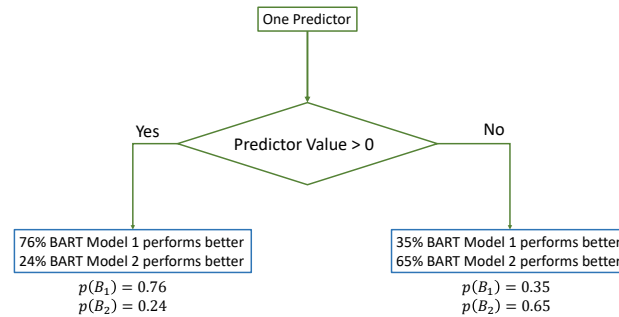 One Predictor
Yes
No
Predictor Value > 0
76% BART Model 1 performs better
24% BART Model 2 performs better
35% BART Model 1 performs better
65% BART Model 2 performs better
p(B₁) = 0.76
p(B₂) = 0.24
p(B₁) = 0.35
p(B₂) = 0.65